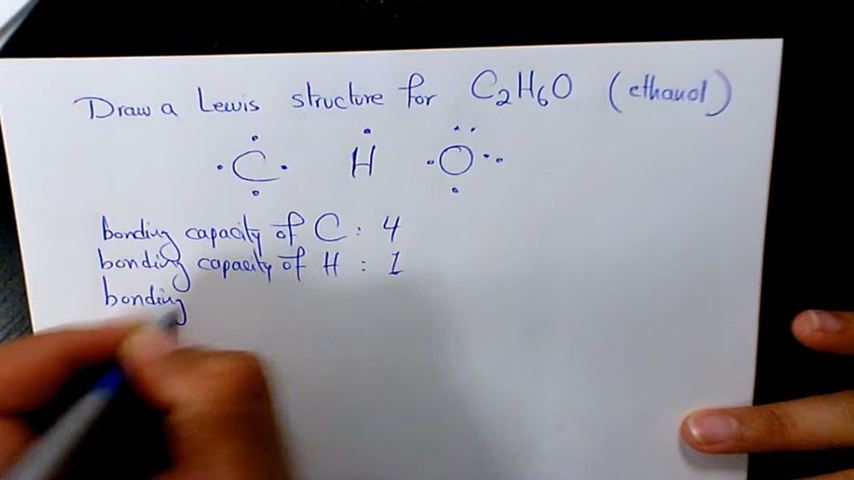 Draw a Lewis structure for C₂H₆O (ethanol)
C H O
bonding capacity of C : 4
bonding capacity of H : 1
bonding